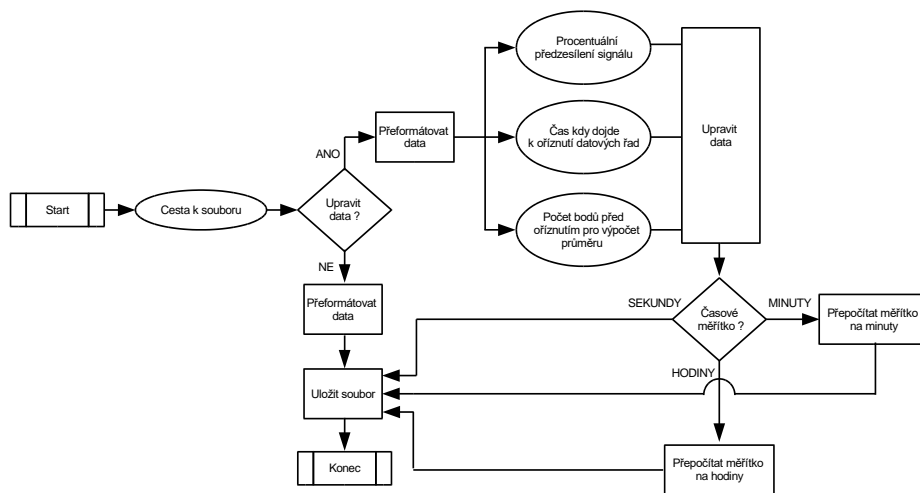 Procentuální
předzesílení signálu
Přeformátovat
data
Čas kdy dojde
k oříznutí datových řad
Upravit
data
ANO
Start
Cesta k souboru
Upravit
data ?
Počet bodů před
oříznutím pro výpočet
průměru
NE
Přeformátovat
data
SEKUNDY
Časové
měřítko ?
MINUTY
Přepočítat měřítko
na minuty
HODINY
Uložit soubor
Konec
Přepočítat měřítko
na hodiny